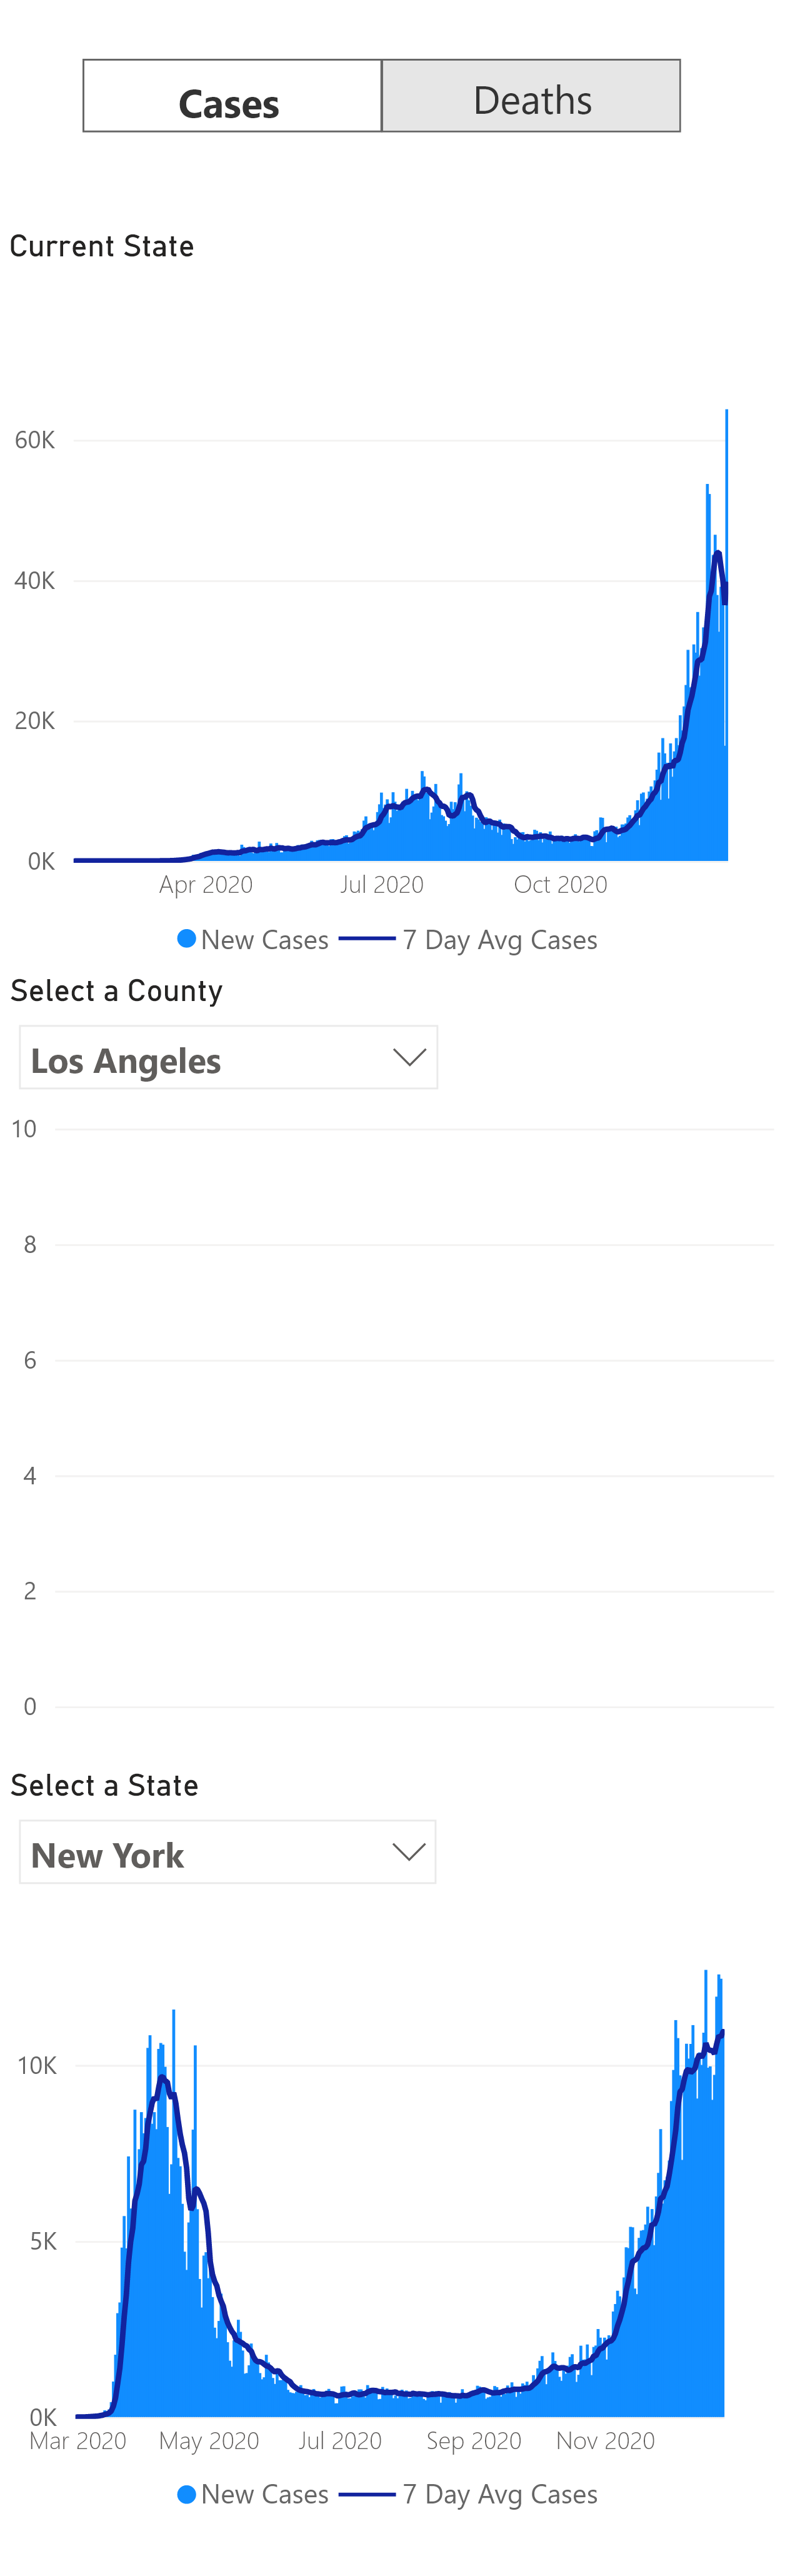 Cases Deaths
Current State
60K
40K
20K
0K
Apr 2020 Jul 2020 Oct 2020
New Cases 7 Day Avg Cases
Select a County
Los Angeles
10
8
6
4
2
0
Select a State
New York
10K
5K
0K
Mar 2020 May 2020 Jul 2020 Sep 2020 Nov 2020
New Cases 7 Day Avg Cases